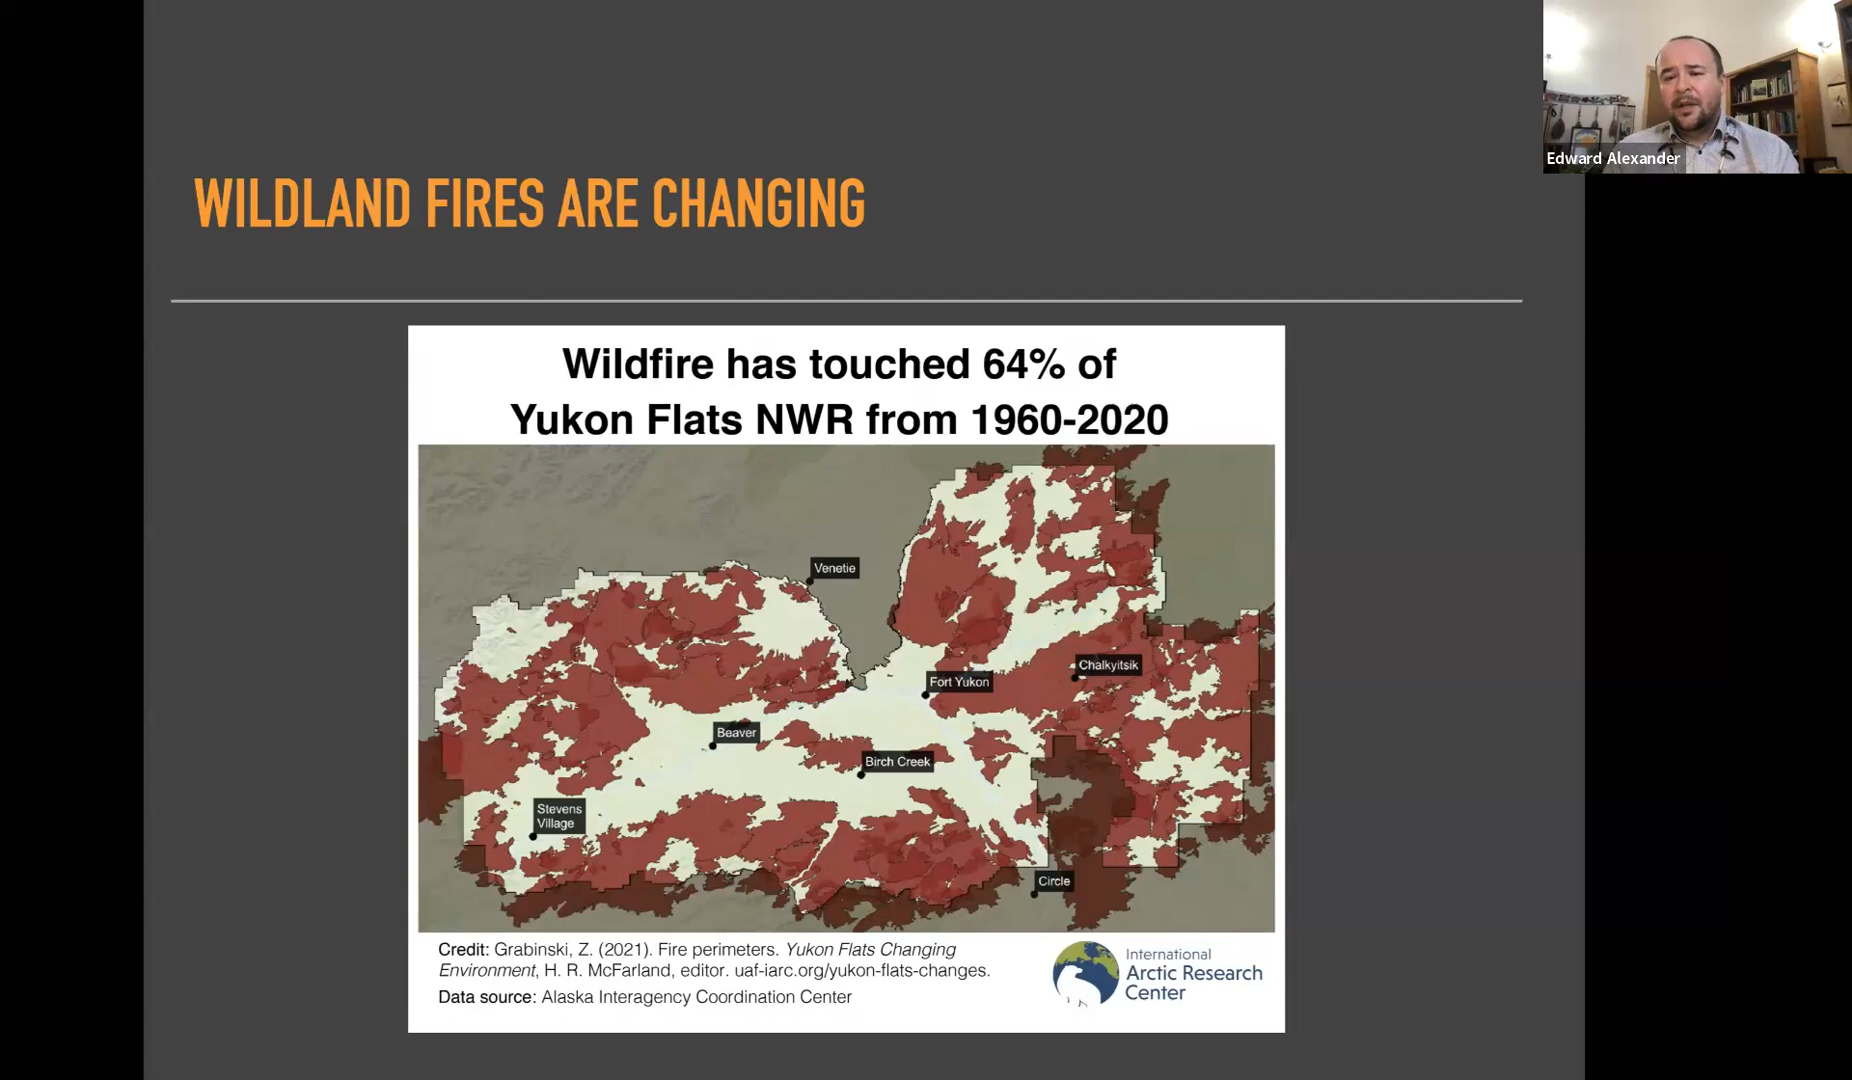 Edward Alexander
WILDLAND FIRES ARE CHANGING
Wildfire has touched 64% of
Yukon Flats NWR from 1960-2020
Venetie
Chalkyitsik
Fort Yukon
Beaver
Birch Creek
Stevens
Village
Circle
Credit: Grabinski, Z. (2021). Fire perimeters. Yukon Flats Changing
Environment, H. R. McFarland, editor. uaf-iarc.org/yukon-flats-changes.
Data source: Alaska Interagency Coordination Center
International
Arctic Research
Center